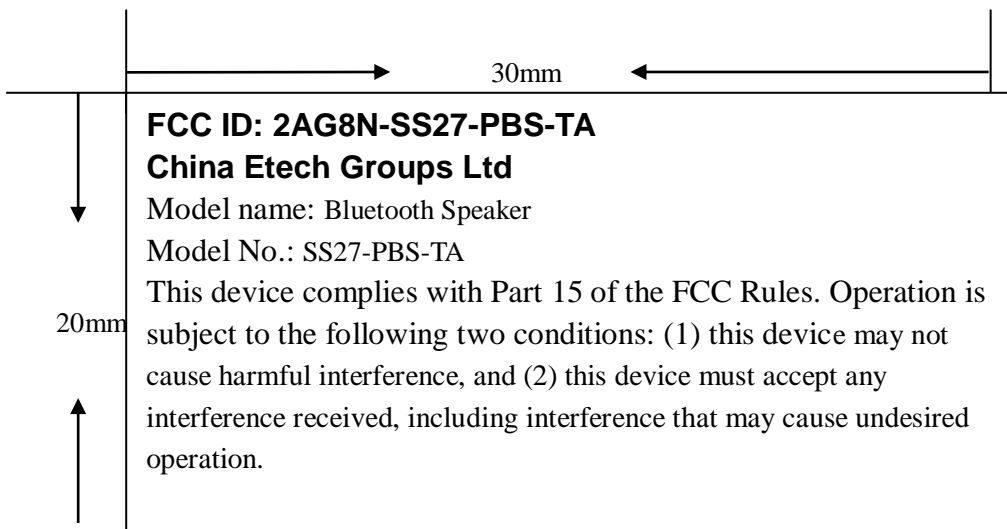 30mm
FCC ID: 2AG8N-SS27-PBS-TA
China Etech Groups Ltd
Model name: Bluetooth Speaker
Model No.: SS27-PBS-TA
This device complies with Part 15 of the FCC Rules. Operation is
20mm
subject to the following two conditions: (1) this device may not
cause harmful interference, and (2) this device must accept any
interference received, including interference that may cause undesired
operation.